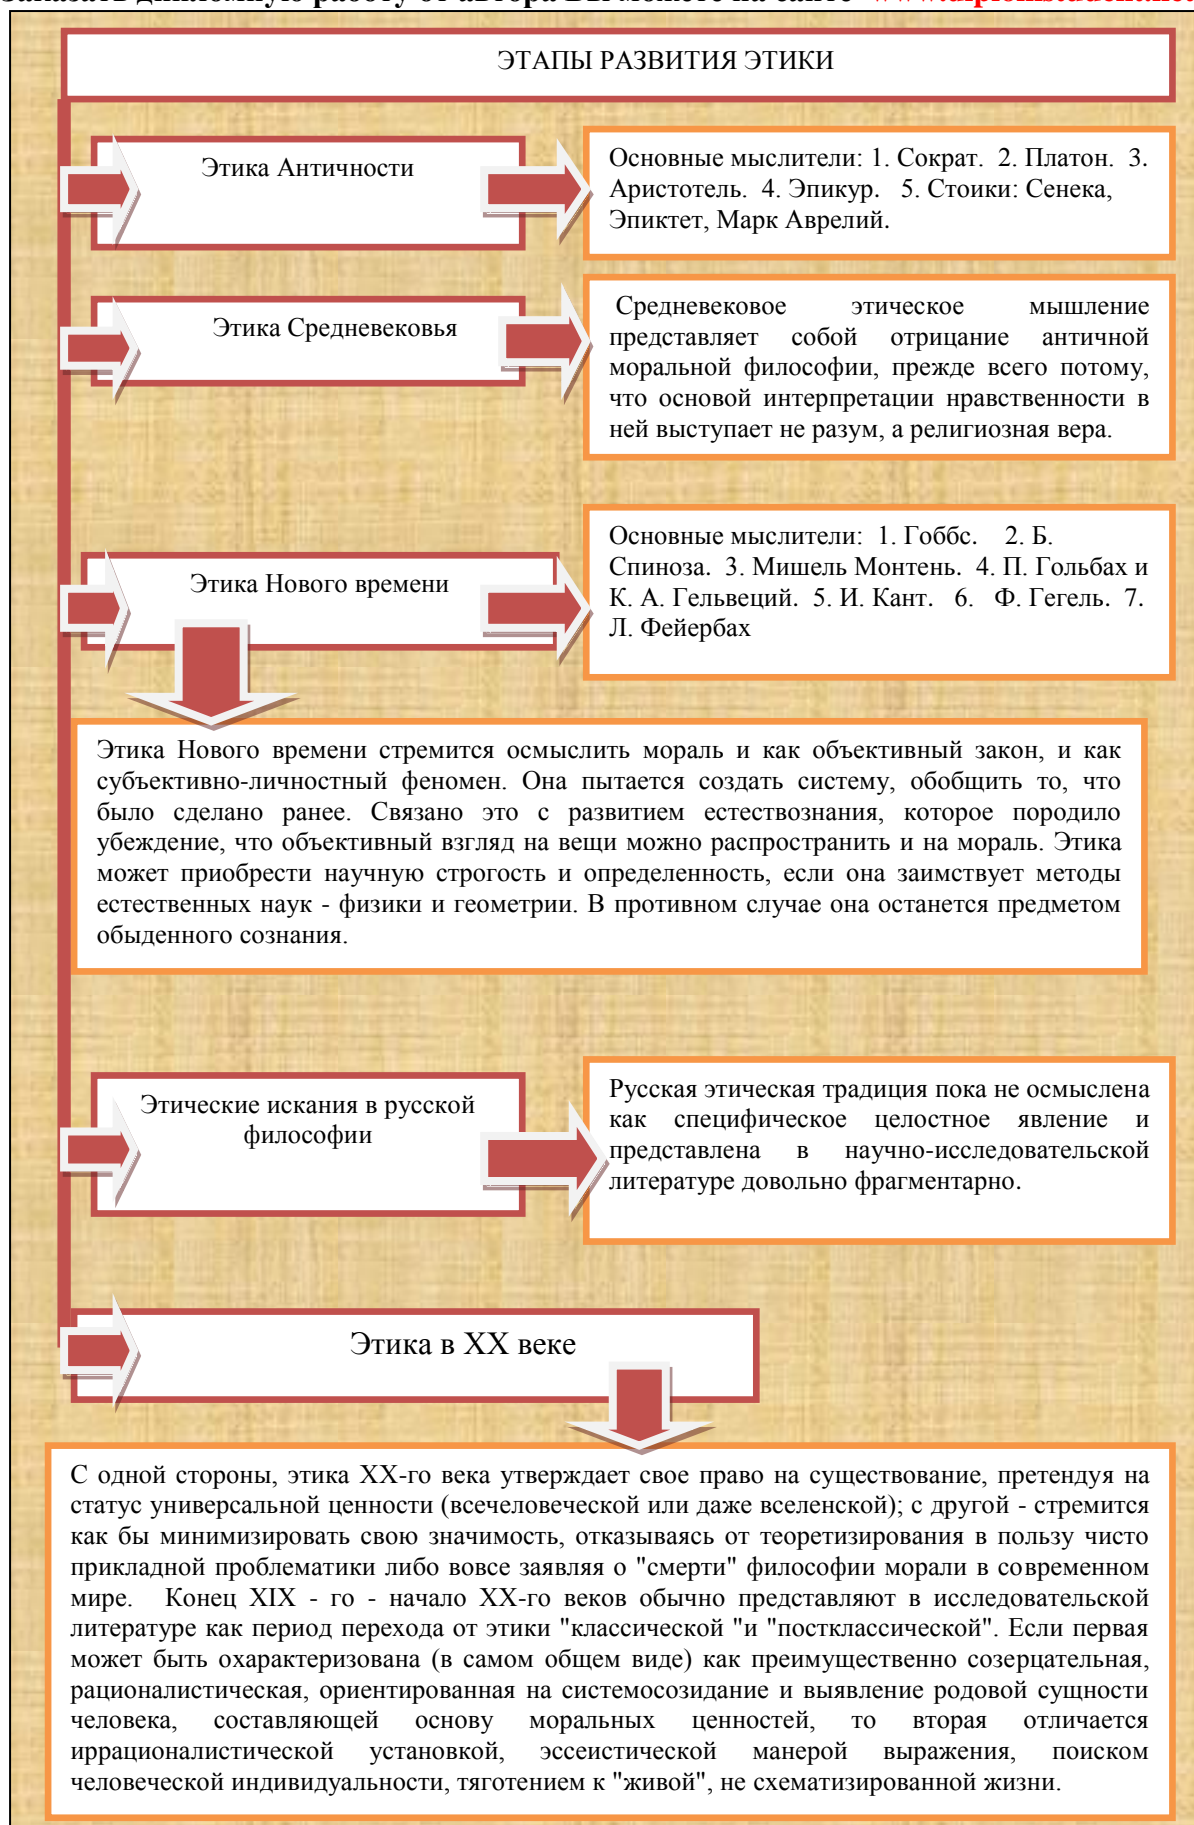 Заказать дипломную работу от автора Вы можете на сайте
ЭТАПЫ РАЗВИТИЯ ЭТИКИ
Этика Античности
Основные мыслители: 1. Сократ. 2. Платон. 3.
Аристотель. 4. Эпикур. 5. Стоики: Сенека,
Эпиктет, Марк Аврелий.
Этика Средневековья
Средневековое этическое мышление
представляет собой отрицание античной
моральной философии, прежде всего потому,
что основой интерпретации нравственности в
ней выступает не разум, а религиозная вера.
Этика Нового времени
Основные мыслители: 1. Гоббс. 2. Б.
Спиноза. 3. Мишель Монтень. 4. П. Гольбах и
К. А. Гельвеций. 5. И. Кант. 6. Ф. Гегель. 7.
Л. Фейербах
Этика Нового времени стремится осмыслить мораль и как объективный закон, и как
субъективно-личностный феномен. Она пытается создать систему, обобщить то, что
было сделано ранее. Связано это с развитием естествознания, которое породило
убеждение, что объективный взгляд на вещи можно распространить и на мораль. Этика
может приобрести научную строгость и определенность, если она заимствует методы
естественных наук - физики и геометрии. В противном случае она останется предметом
обыденного сознания.
Этические искания в русской
философии
Русская этическая традиция пока не осмыслена
как специфическое целостное явление и
представлена в научно-исследовательской
литературе довольно фрагментарно.
Этика в XX веке
С одной стороны, этика XX-го века утверждает свое право на существование, претендуя на
статус универсальной ценности (всечеловеческой или даже вселенской); с другой - стремится
как бы минимизировать свою значимость, отказываясь от теоретизирования в пользу чисто
прикладной проблематики либо вовсе заявляя о "смерти" философии морали в современном
мире. Конец XIX - го - начало XX-го веков обычно представляют в исследовательской
литературе как период перехода от этики "классической "и "постклассической". Если первая
может быть охарактеризована (в самом общем виде) как преимущественно созерцательная,
рационалистическая, ориентированная на системосозидание и выявление родовой сущности
человека, составляющей основу моральных ценностей, то вторая отличается
иррационалистической установкой, эссеистической манерой выражения, поиском
человеческой индивидуальности, тяготением к "живой", не схематизированной жизни.